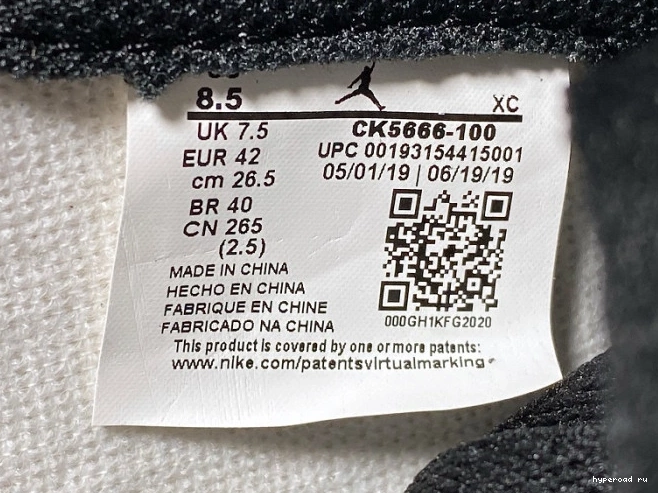 8.5
XC
UK 7.5
EUR 42
cm 26.5
BR 40
CN 265
(2.5)
CK5666-100
UPC 00193154415001
05/01/19 | 06/19/19
000GH1KFG2020
MADE IN CHINA
HECHO EN CHINA
FABRIQUE EN CHINE
FABRICADO NA CHINA
This product is covered by one or more patents:
www.nike.com/patentsvirtualmarking
hyperoad ru